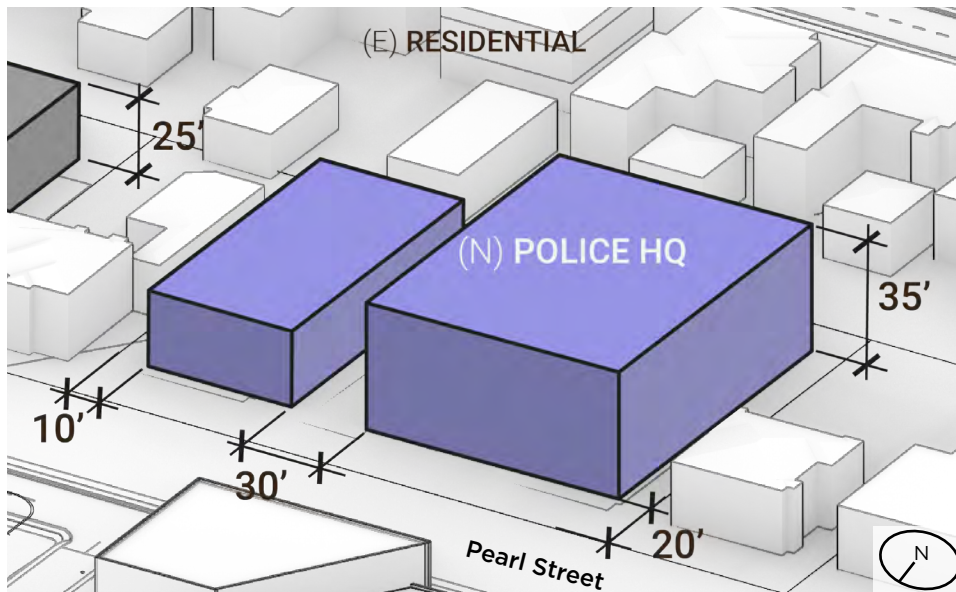 (E) RESIDENTIAL
25’
(N) POLICE HQ
35’
10’
30’
20’
Pearl Street
N